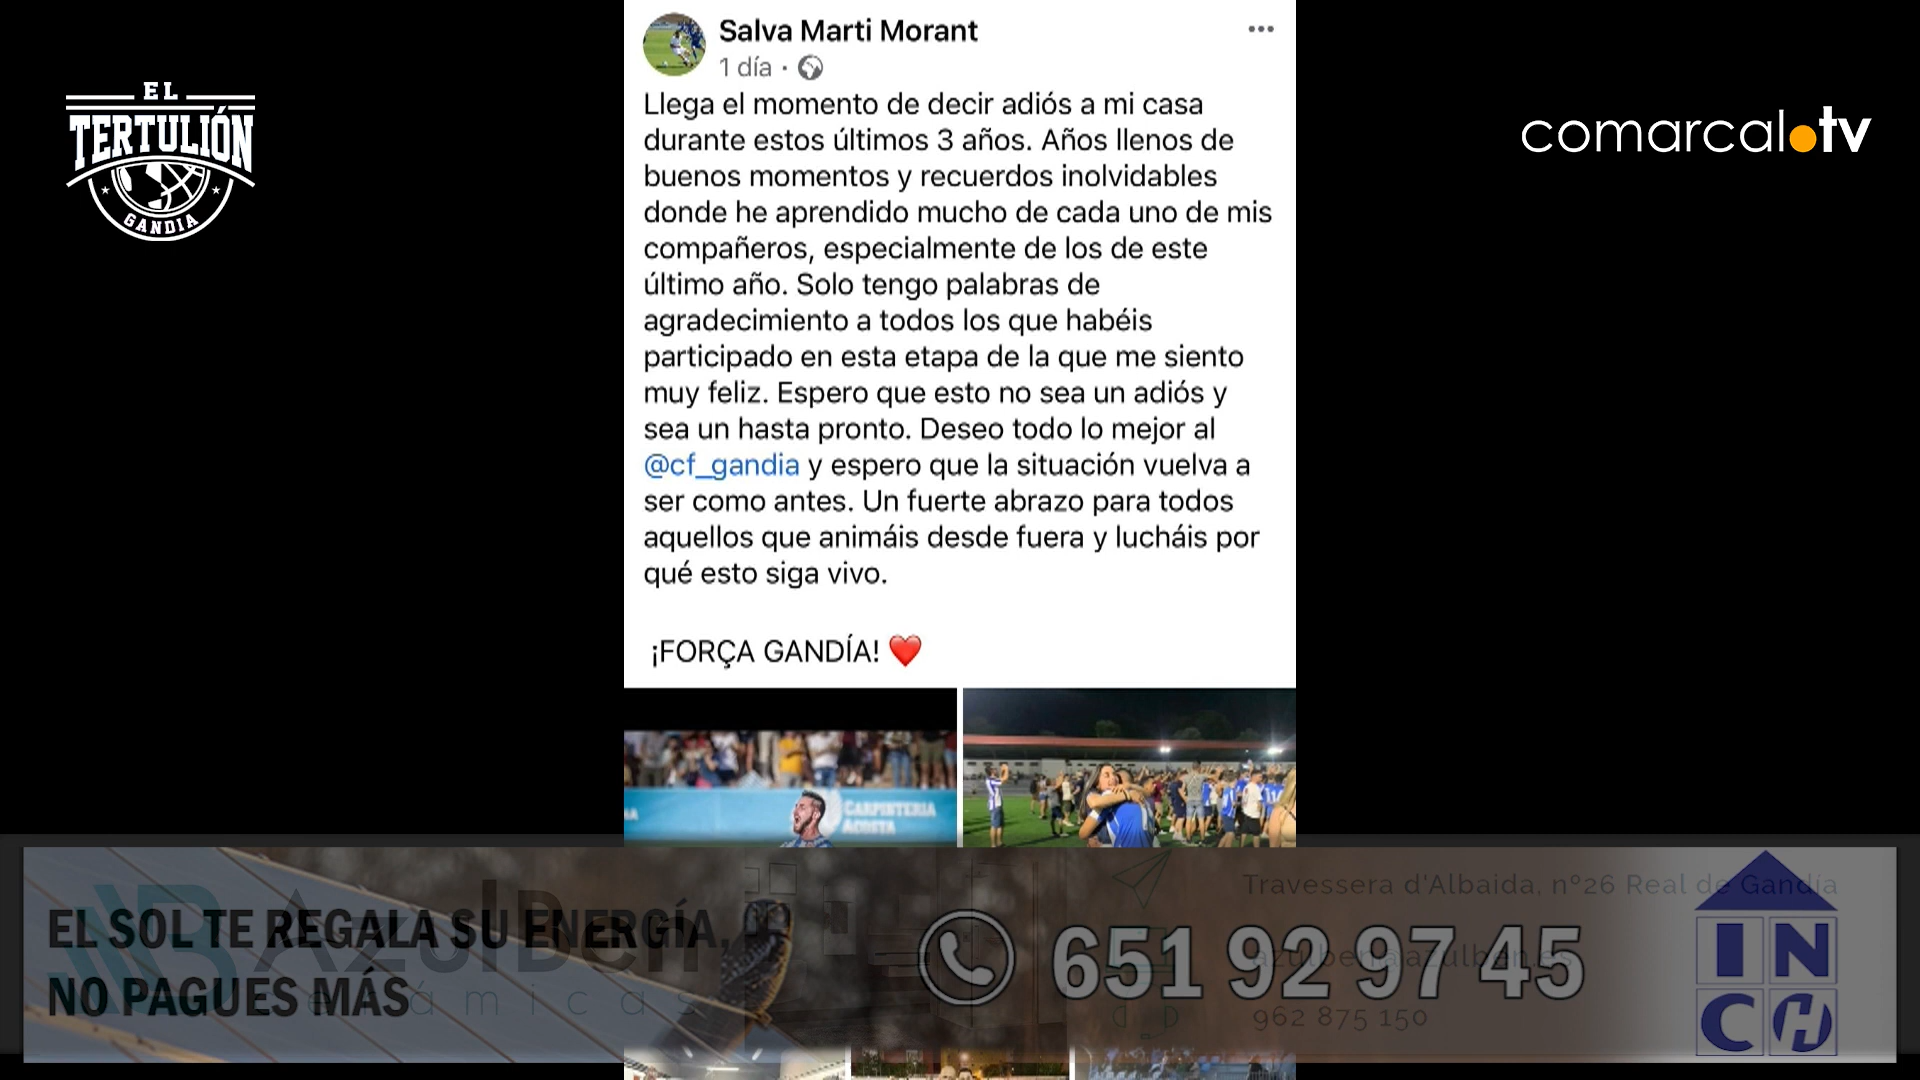 EL
TERTULIÓN
GANDIA
comarcal.tv
Salva Marti Morant
1 día ·
Llega el momento de decir adiós a mi casa
durante estos últimos 3 años. Años llenos de
buenos momentos y recuerdos inolvidables
donde he aprendido mucho de cada uno de mis
compañeros, especialmente de los de este
último año. Solo tengo palabras de
agradecimiento a todos los que habéis
participado en esta etapa de la que me siento
muy feliz. Espero que esto no sea un adiós y
sea un hasta pronto. Deseo todo lo mejor al
@cf_gandia y espero que la situación vuelva a
ser como antes. Un fuerte abrazo para todos
aquellos que animáis desde fuera y lucháis por
qué esto siga vivo.
¡FORÇA GANDÍA! ❤️
CARPINTERIA
ACOSTA
EL SOL TE REGALA SU ENERGÍA,
NO PAGUES MÁS
AzulBen
651 92 97 45
Travessera d'Albaida, nº26 Real de Gandía
962 875 150
IN
CH